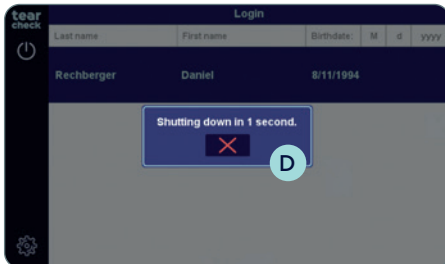 tear
check
Login
Last name First name Birthdate: M d yyyy
Rechberger Daniel 8/11/1994
Shutting down in 1 second.
D